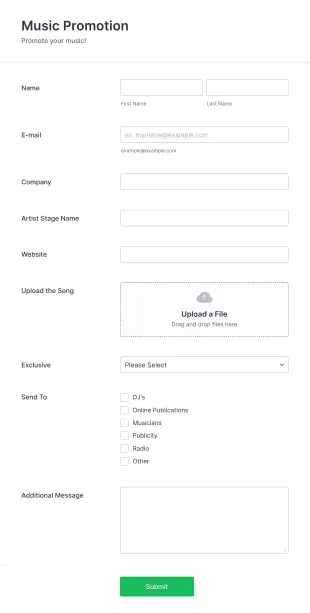 Music Promotion
Promote your music!
Name
First Name Last Name
E-mail
ex: myname@example.com
example@example.com
Company
Artist Stage Name
Website
Upload the Song
Upload a File
Drag and drop files here
Exclusive
Please Select
Send To
DJ's
Online Publications
Musicians
Publicity
Radio
Other
Additional Message
Submit